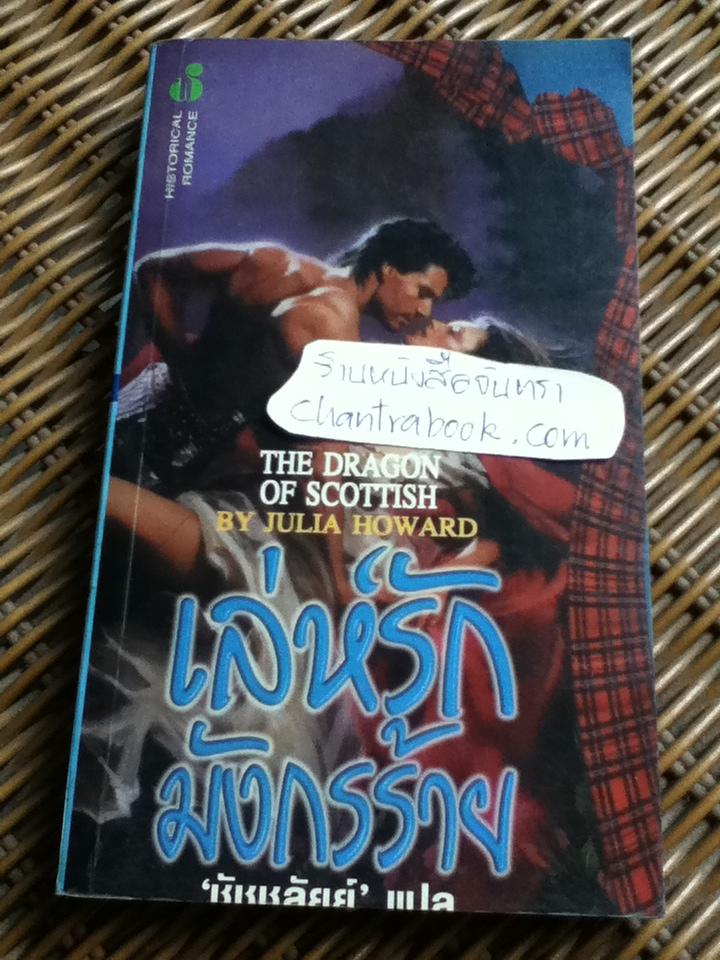 HISTORICAL
ROMANCE
ร้านหนังสือจันตรา
chantrabook.com
THE DRAGON
OF SCOTTISH
BY JULIA HOWARD
เล่ห์รัก
มังกรร้าย
แปล